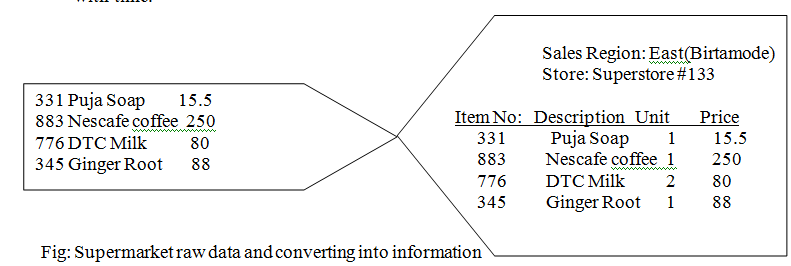 331 Puja Soap 15.5
883 Nescafe coffee 250
776 DTC Milk 80
345 Ginger Root 88
Sales Region: East(Birtamode)
Store: Superstore #133
Item No: Description Unit Price
331 Puja Soap 1 15.5
883 Nescafe coffee 1 250
776 DTC Milk 2 80
345 Ginger Root 1 88
Fig: Supermarket raw data and converting into information